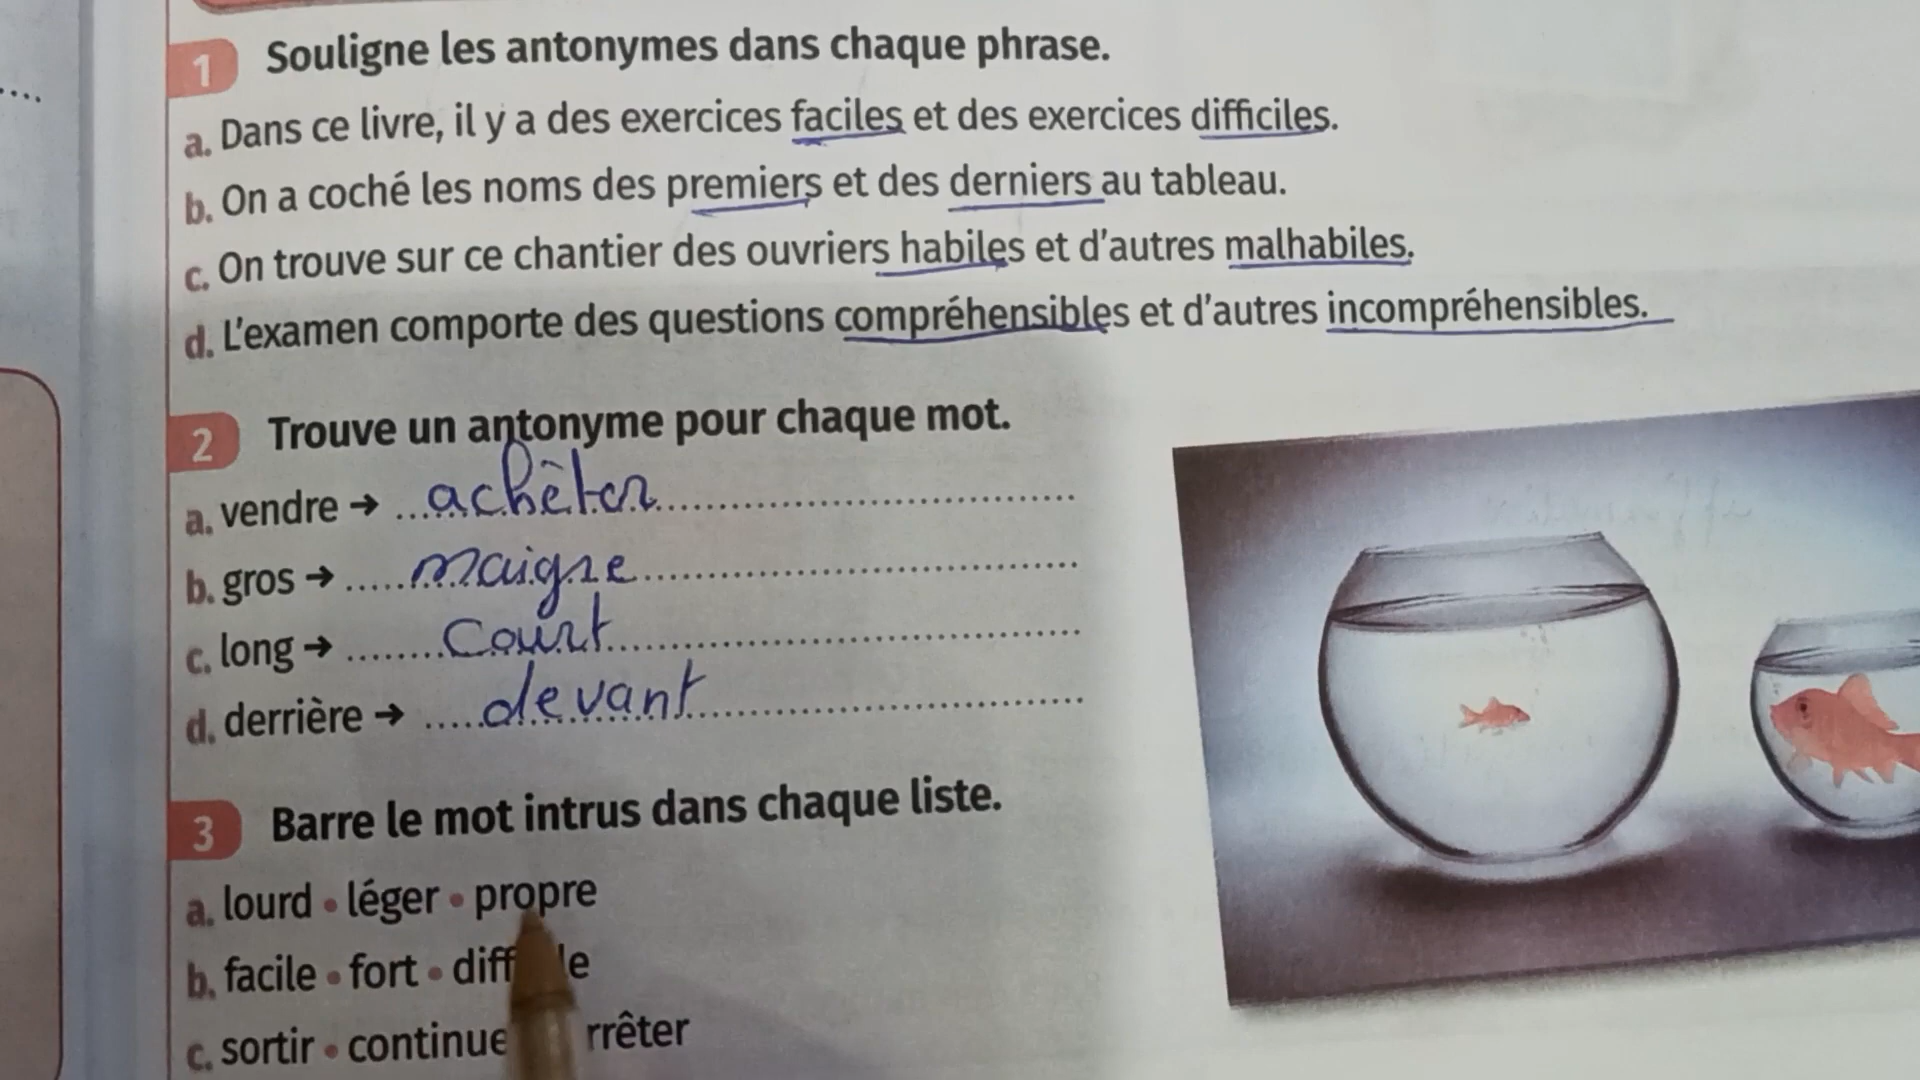 1 Souligne les antonymes dans chaque phrase.
a. Dans ce livre, il y a des exercices faciles et des exercices difficiles.
b. On a coché les noms des premiers et des derniers au tableau.
c. On trouve sur ce chantier des ouvriers habiles et d'autres malhabiles.
d. L'examen comporte des questions compréhensibles et d'autres incompréhensibles.
2 Trouve un antonyme pour chaque mot.
a. vendre → ...achêter...
b. gros → .....maigre...
c. long → .......court...
d. derrière → .....devant...
3 Barre le mot intrus dans chaque liste.
a. lourd • léger • propre
b. facile • fort • diff le
c. sortir • continue rrêter